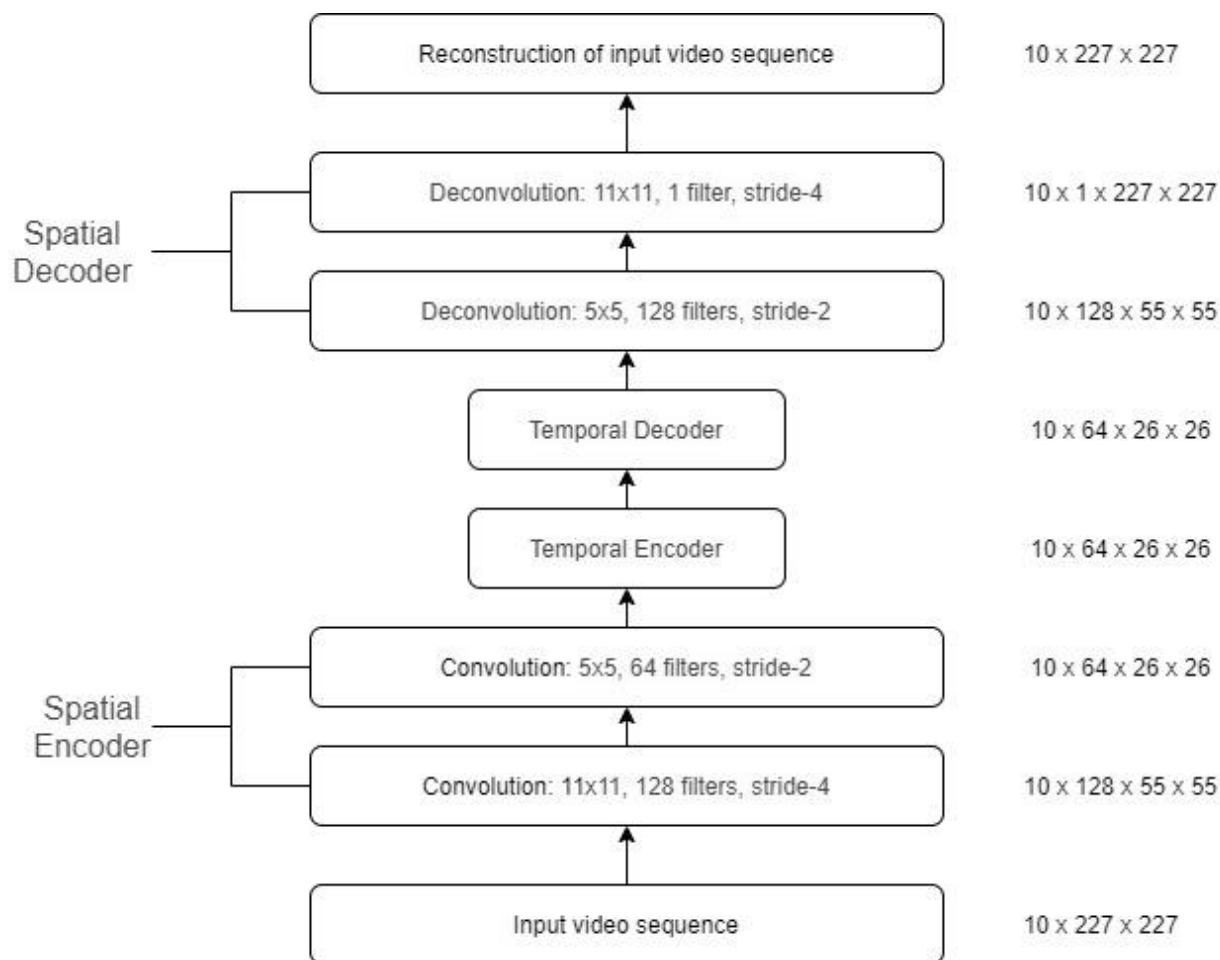 Reconstruction of input video sequence 10 x 227 x 227
Deconvolution: 11x11, 1 filter, stride-4 10 x 1 x 227 x 227
Spatial
Decoder
Deconvolution: 5x5, 128 filters, stride-2 10 x 128 x 55 x 55
Temporal Decoder 10 x 64 x 26 x 26
Temporal Encoder 10 x 64 x 26 x 26
Convolution: 5x5, 64 filters, stride-2 10 x 64 x 26 x 26
Spatial
Encoder
Convolution: 11x11, 128 filters, stride-4 10 x 128 x 55 x 55
Input video sequence 10 x 227 x 227